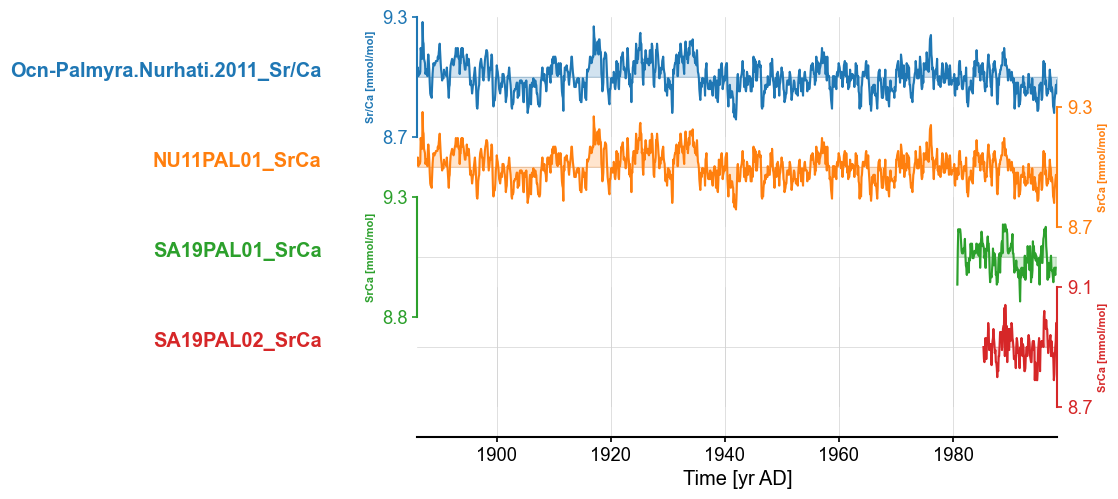 9.3
Ocn-Palmyra.Nurhati.2011_Sr/Ca
Sr/Ca [mmol/mol]
8.7
9.3
NU11PAL01_SrCa
SrCa [mmol/mol]
8.7
9.3
SA19PAL01_SrCa
SrCa [mmol/mol]
8.8
9.1
SA19PAL02_SrCa
SrCa [mmol/mol]
8.7
1900 1920 1940 1960 1980
Time [yr AD]